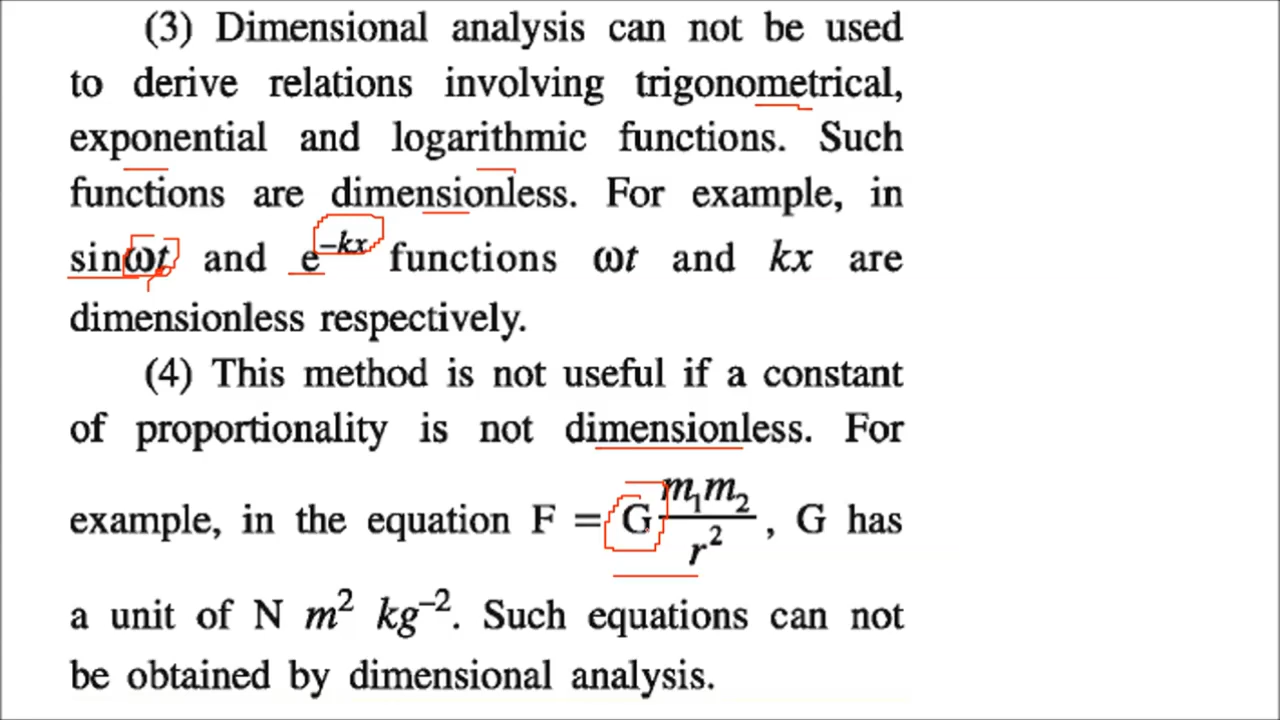 (3) Dimensional analysis can not be used
to derive relations involving trigonometrical,
exponential and logarithmic functions. Such
functions are dimensionless. For example, in
sinωt and e⁻ᵏˣ functions ωt and kx are
dimensionless respectively.
(4) This method is not useful if a constant
of proportionality is not dimensionless. For
example, in the equation F = G m₁m₂/r², G has
a unit of N m² kg⁻². Such equations can not
be obtained by dimensional analysis.